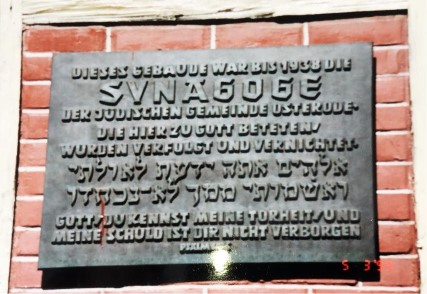 DIESES GEBÄUDE WAR BIS 1938 DIE
SYNAGOGE
DER JÜDISCHEN GEMEINDE OSTERODE.
DIE HIER ZU GOTT BETETEN,
WURDEN VERFOLGT UND VERNICHTET.
אלהים אתה ידעת לאולתי
ואשמותי ממך לא־נכחדו
GOTT, DU KENNST MEINE TORHEIT, UND
MEINE SCHULD IST DIR NICHT VERBORGEN
PSALM